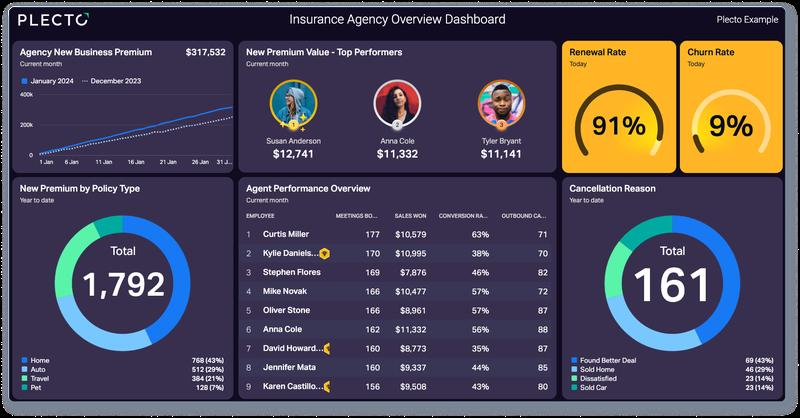 PLECTO
Insurance Agency Overview Dashboard
Plecto Example
Agency New Business Premium $317,532
Current month
January 2024 December 2023
400k
200k
0
1 Jan 6 Jan 11 Jan 16 Jan 21 Jan 26 Jan 31 J...
New Premium Value - Top Performers
Current month
1 2 3
Susan Anderson Anna Cole Tyler Bryant
$12,741 $11,332 $11,141
Renewal Rate
Today
91%
Churn Rate
Today
9%
New Premium by Policy Type
Year to date
Total
1,792
Home 768 (43%)
Auto 512 (29%)
Travel 384 (21%)
Pet 128 (7%)
Agent Performance Overview
Current month
EMPLOYEE MEETINGS BO... SALES WON CONVERSION RA... OUTBOUND CA...
1 Curtis Miller 177 $10,579 63% 71
2 Kylie Daniels... 170 $10,995 38% 70
3 Stephen Flores 169 $7,876 46% 82
4 Mike Novak 166 $10,477 57% 72
5 Oliver Stone 166 $8,961 57% 87
6 Anna Cole 162 $11,332 56% 88
7 David Howard... 160 $8,773 35% 87
8 Jennifer Mata 160 $9,337 44% 85
9 Karen Castillo... 156 $9,508 43% 80
Cancellation Reason
Year to date
Total
161
Found Better Deal 69 (43%)
Sold Home 46 (29%)
Dissatisfied 23 (14%)
Sold Car 23 (14%)